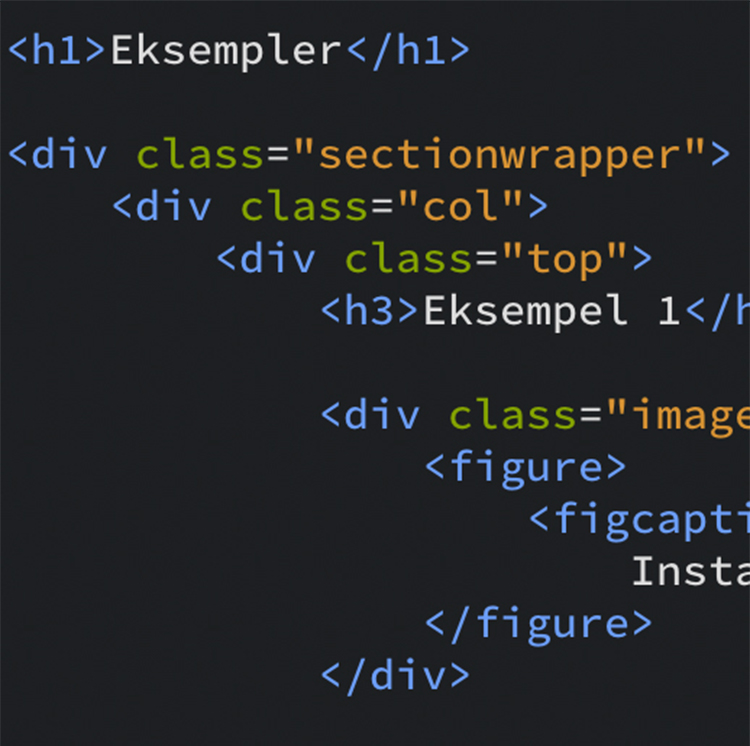 <h1>Eksempler</h1>
<div class="sectionwrapper">
<div class="col">
<div class="top">
<h3>Eksempel 1</h
<div class="image
<figure>
<figcapti
Insta
</figure>
</div>